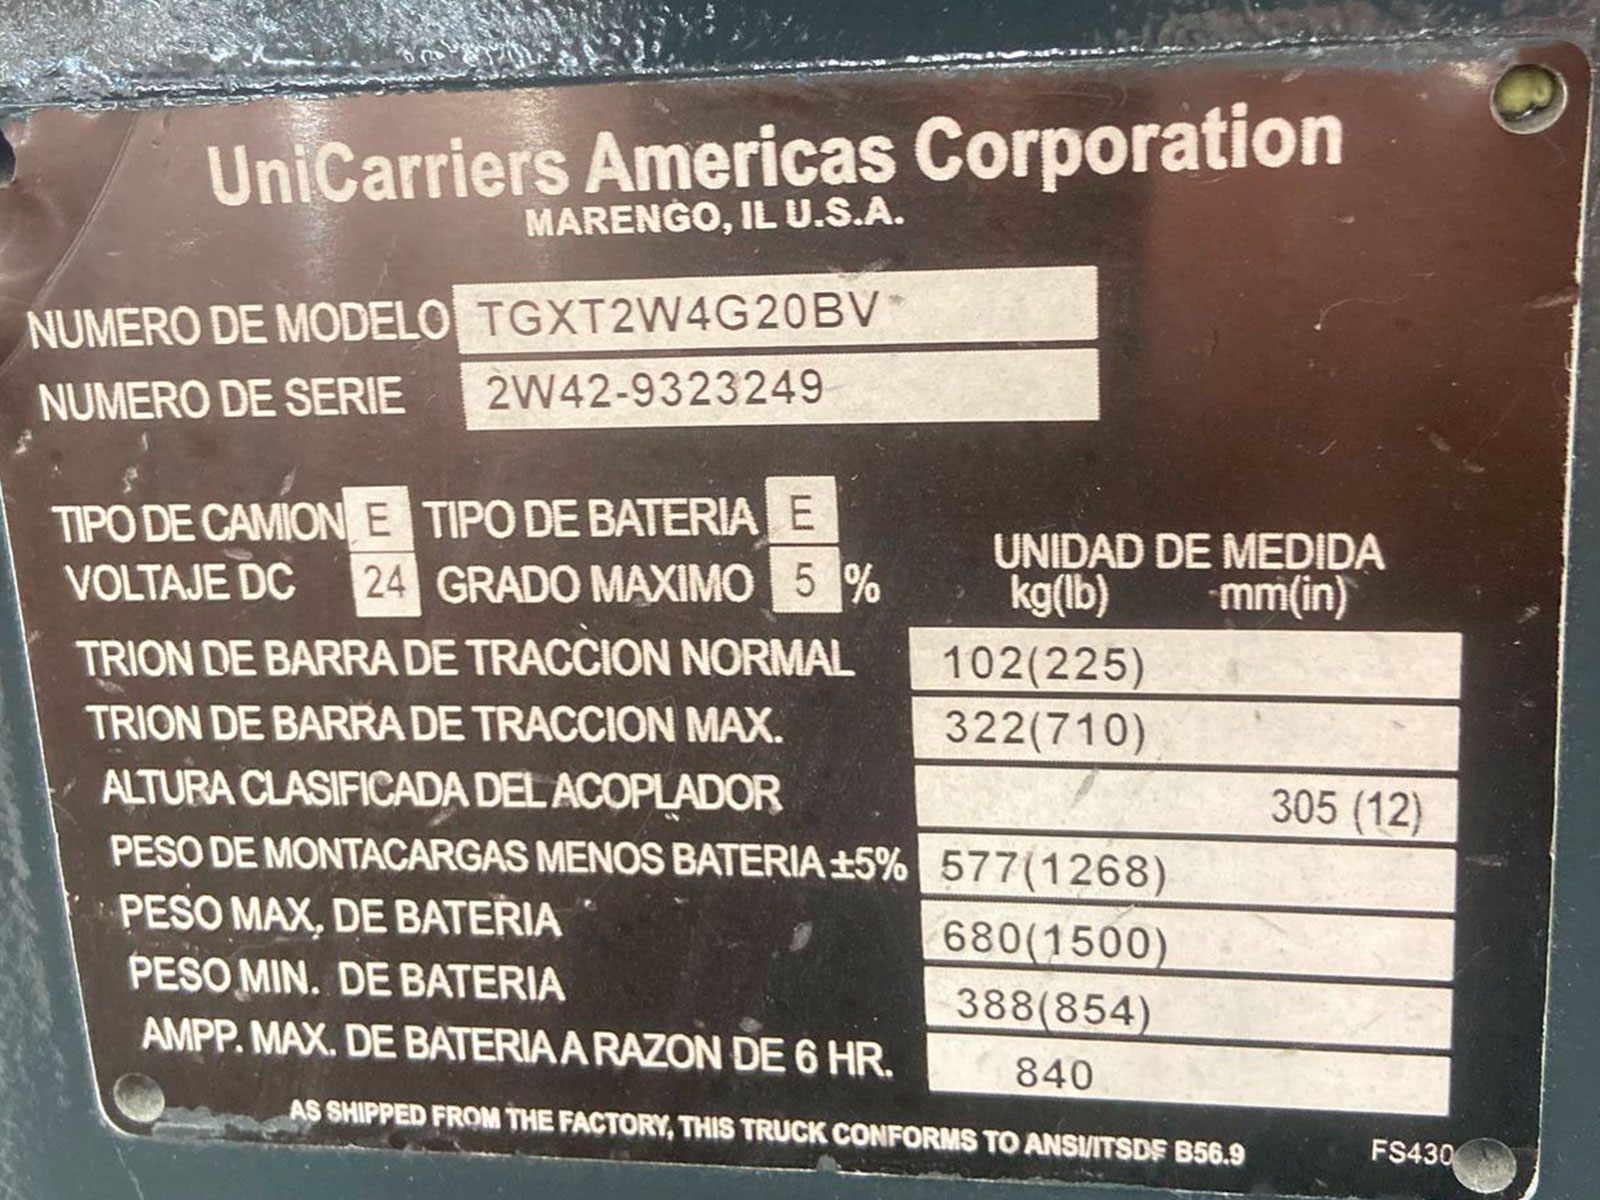 UniCarriers Americas Corporation
MARENGO, IL U.S.A.
NUMERO DE MODELO TGXT2W4G20BV
NUMERO DE SERIE 2W42-9323249
TIPO DE CAMION E TIPO DE BATERIA E
VOLTAJE DC 24 GRADO MAXIMO 5 %
UNIDAD DE MEDIDA
kg(lb) mm(in)
TRION DE BARRA DE TRACCION NORMAL 102(225)
TRION DE BARRA DE TRACCION MAX. 322(710)
ALTURA CLASIFICADA DEL ACOPLADOR 305 (12)
PESO DE MONTACARGAS MENOS BATERIA ±5% 577(1268)
PESO MAX, DE BATERIA 680(1500)
PESO MIN. DE BATERIA 388(854)
AMPP. MAX. DE BATERIA A RAZON DE 6 HR. 840
AS SHIPPED FROM THE FACTORY, THIS TRUCK CONFORMS TO ANSI/ITSDF B56.9
FS430